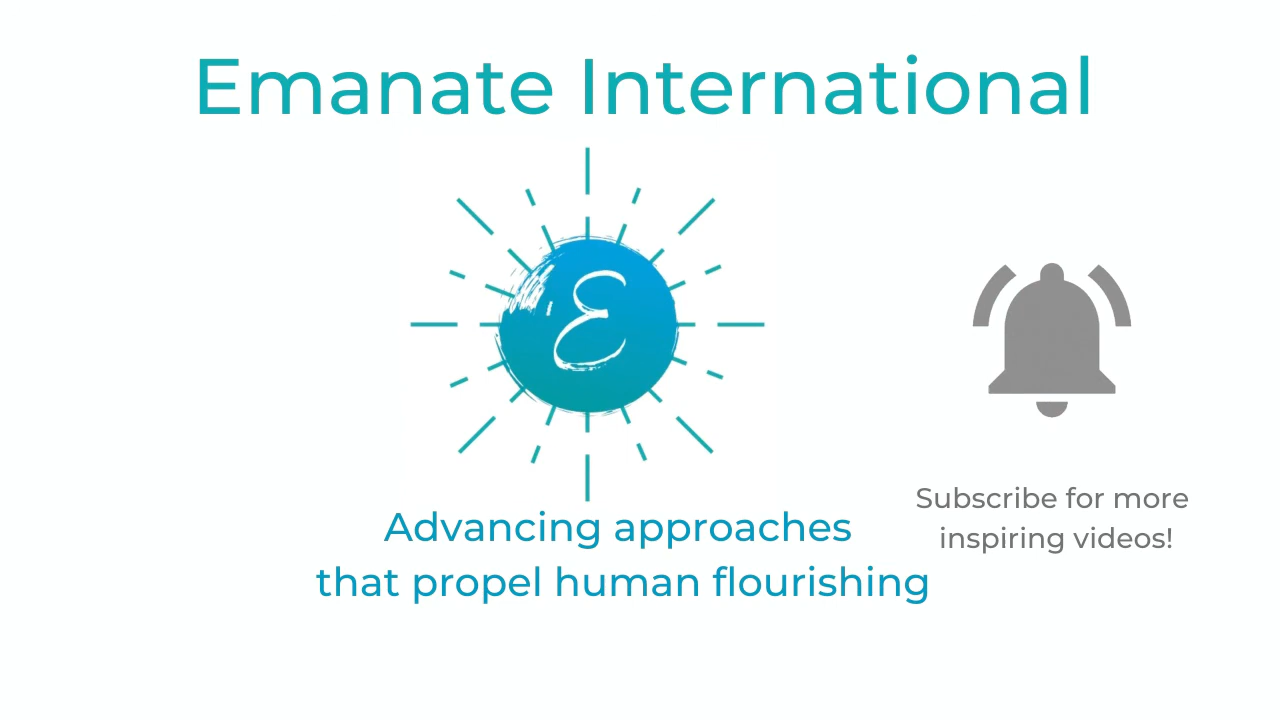 Emanate International
E
Advancing approaches
that propel human flourishing
Subscribe for more
inspiring videos!